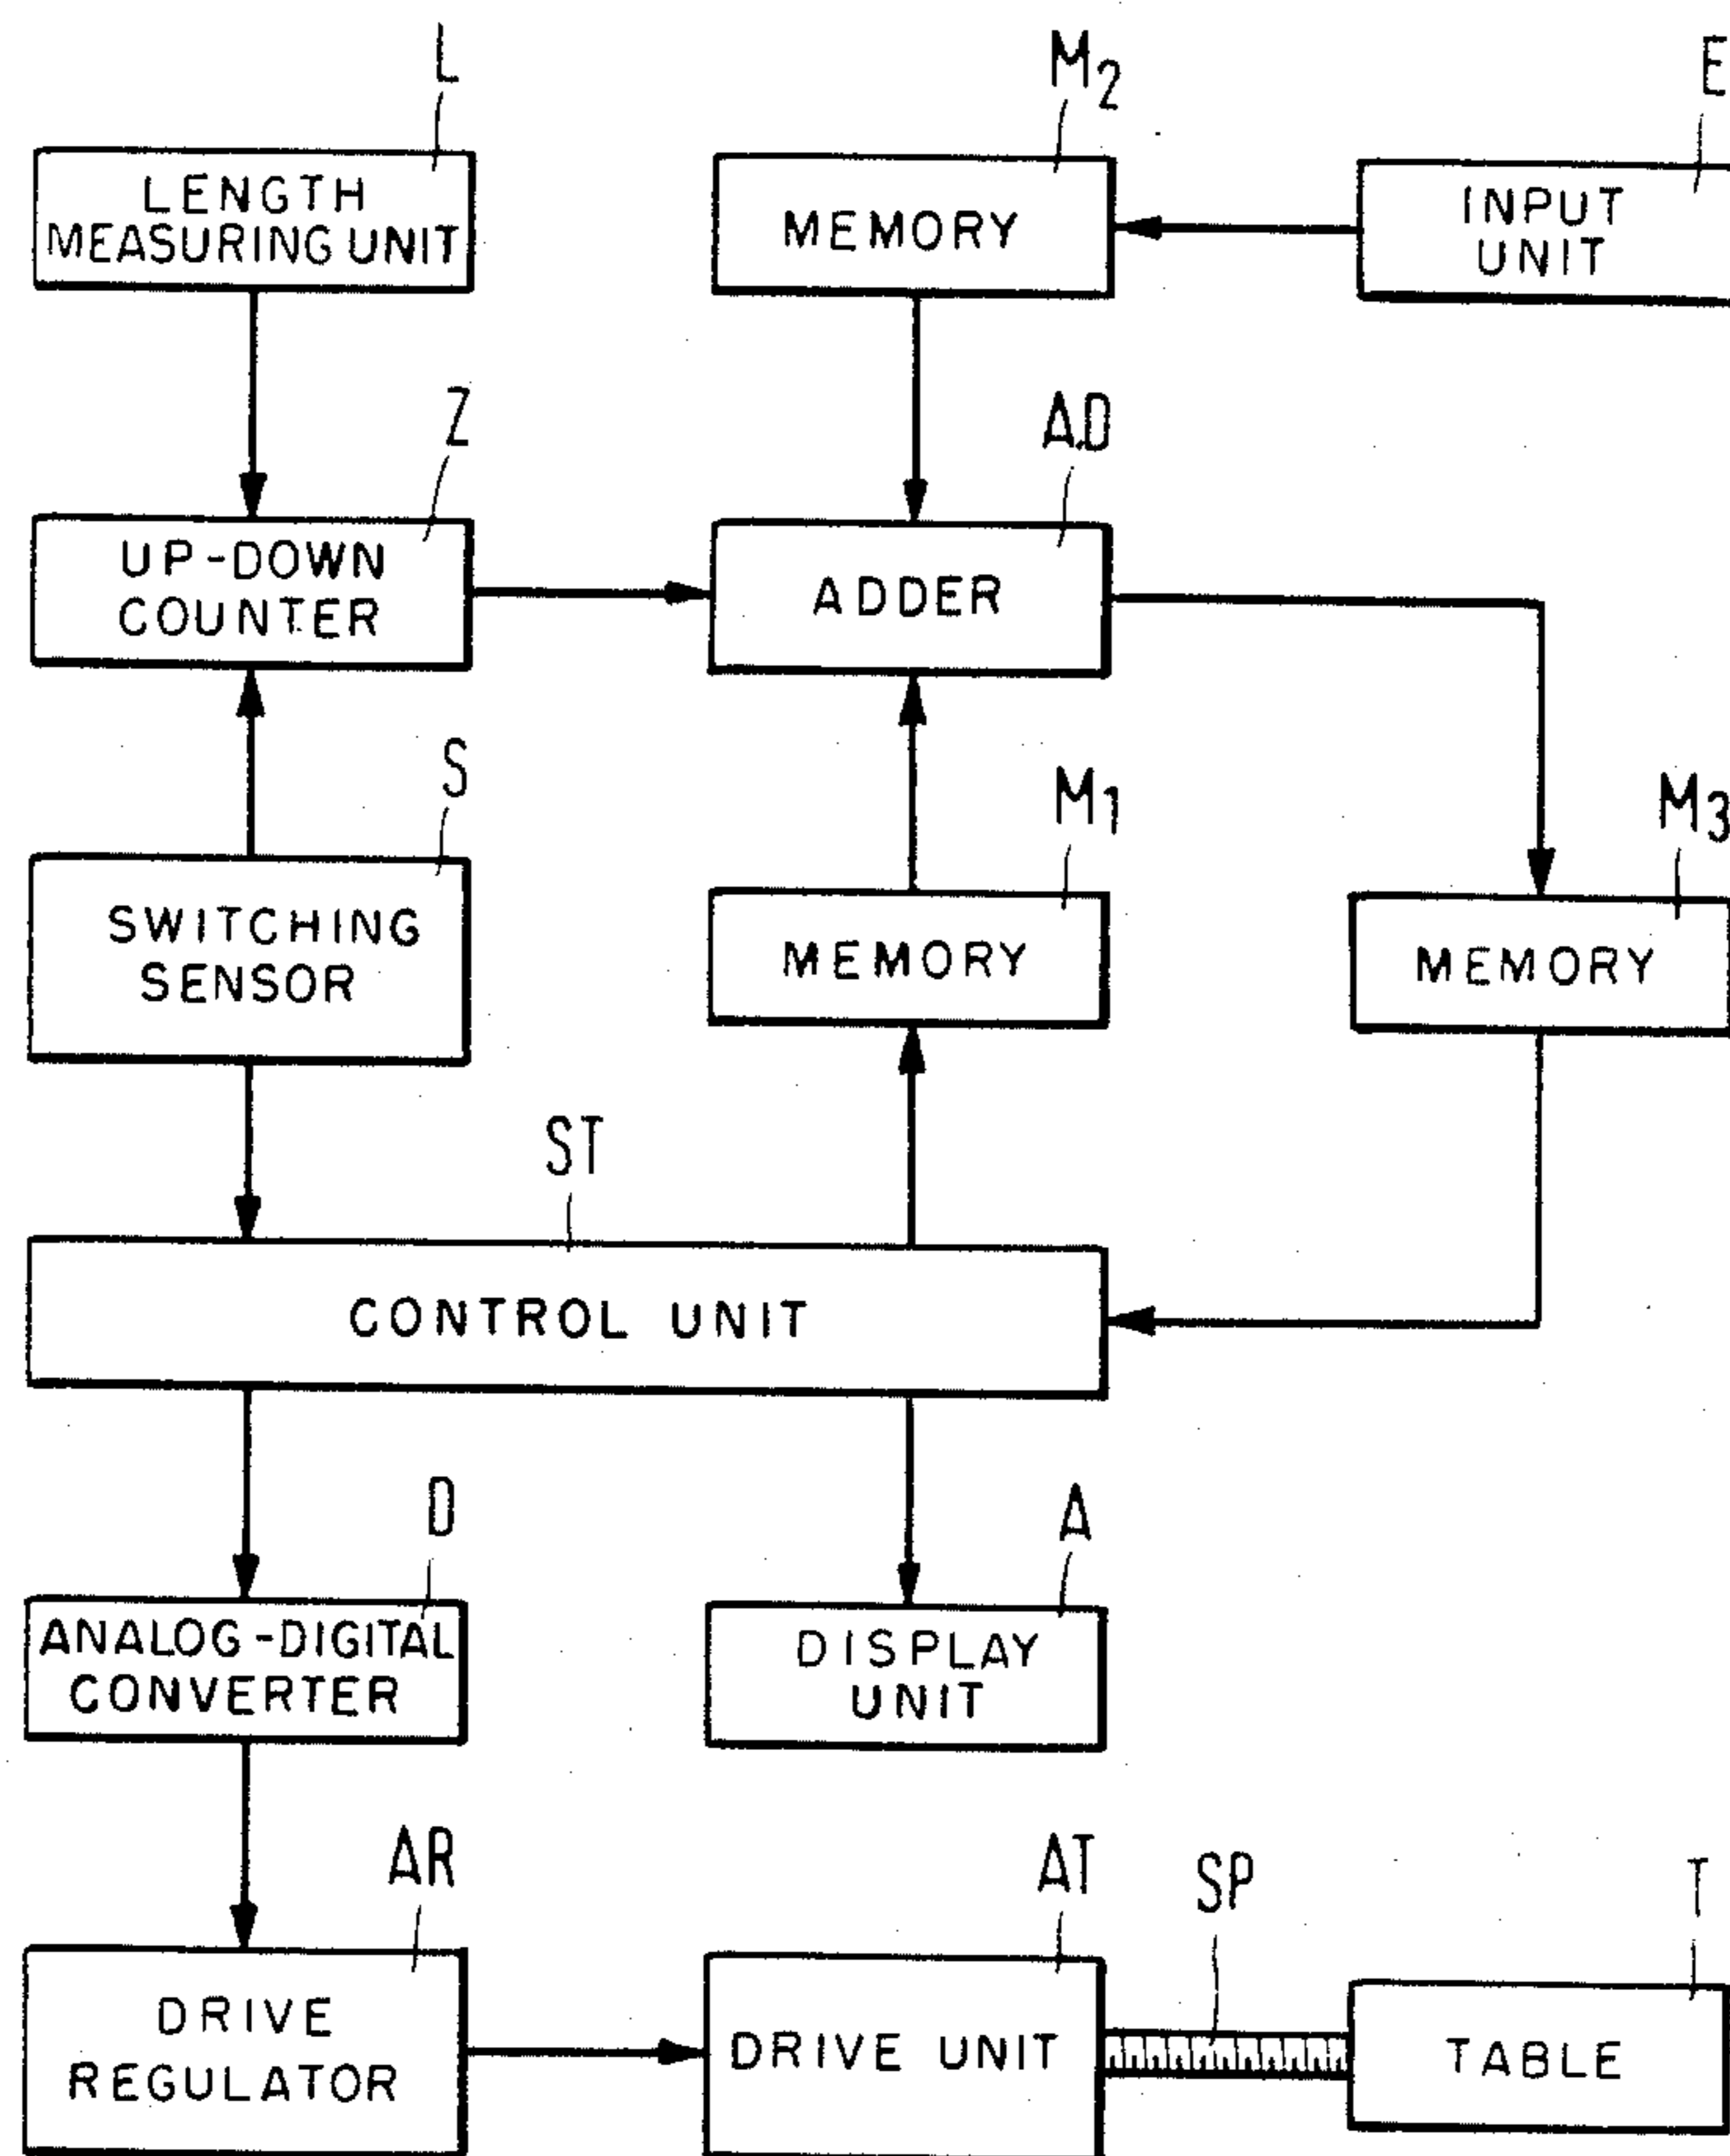 L
M2
E
LENGTH
MEASURING UNIT
MEMORY
INPUT
UNIT
Z
AD
UP-DOWN
COUNTER
ADDER
S
M1
M3
SWITCHING
SENSOR
MEMORY
MEMORY
ST
CONTROL UNIT
D
A
ANALOG-DIGITAL
CONVERTER
DISPLAY
UNIT
AR
AT
SP
T
DRIVE
REGULATOR
DRIVE UNIT
TABLE